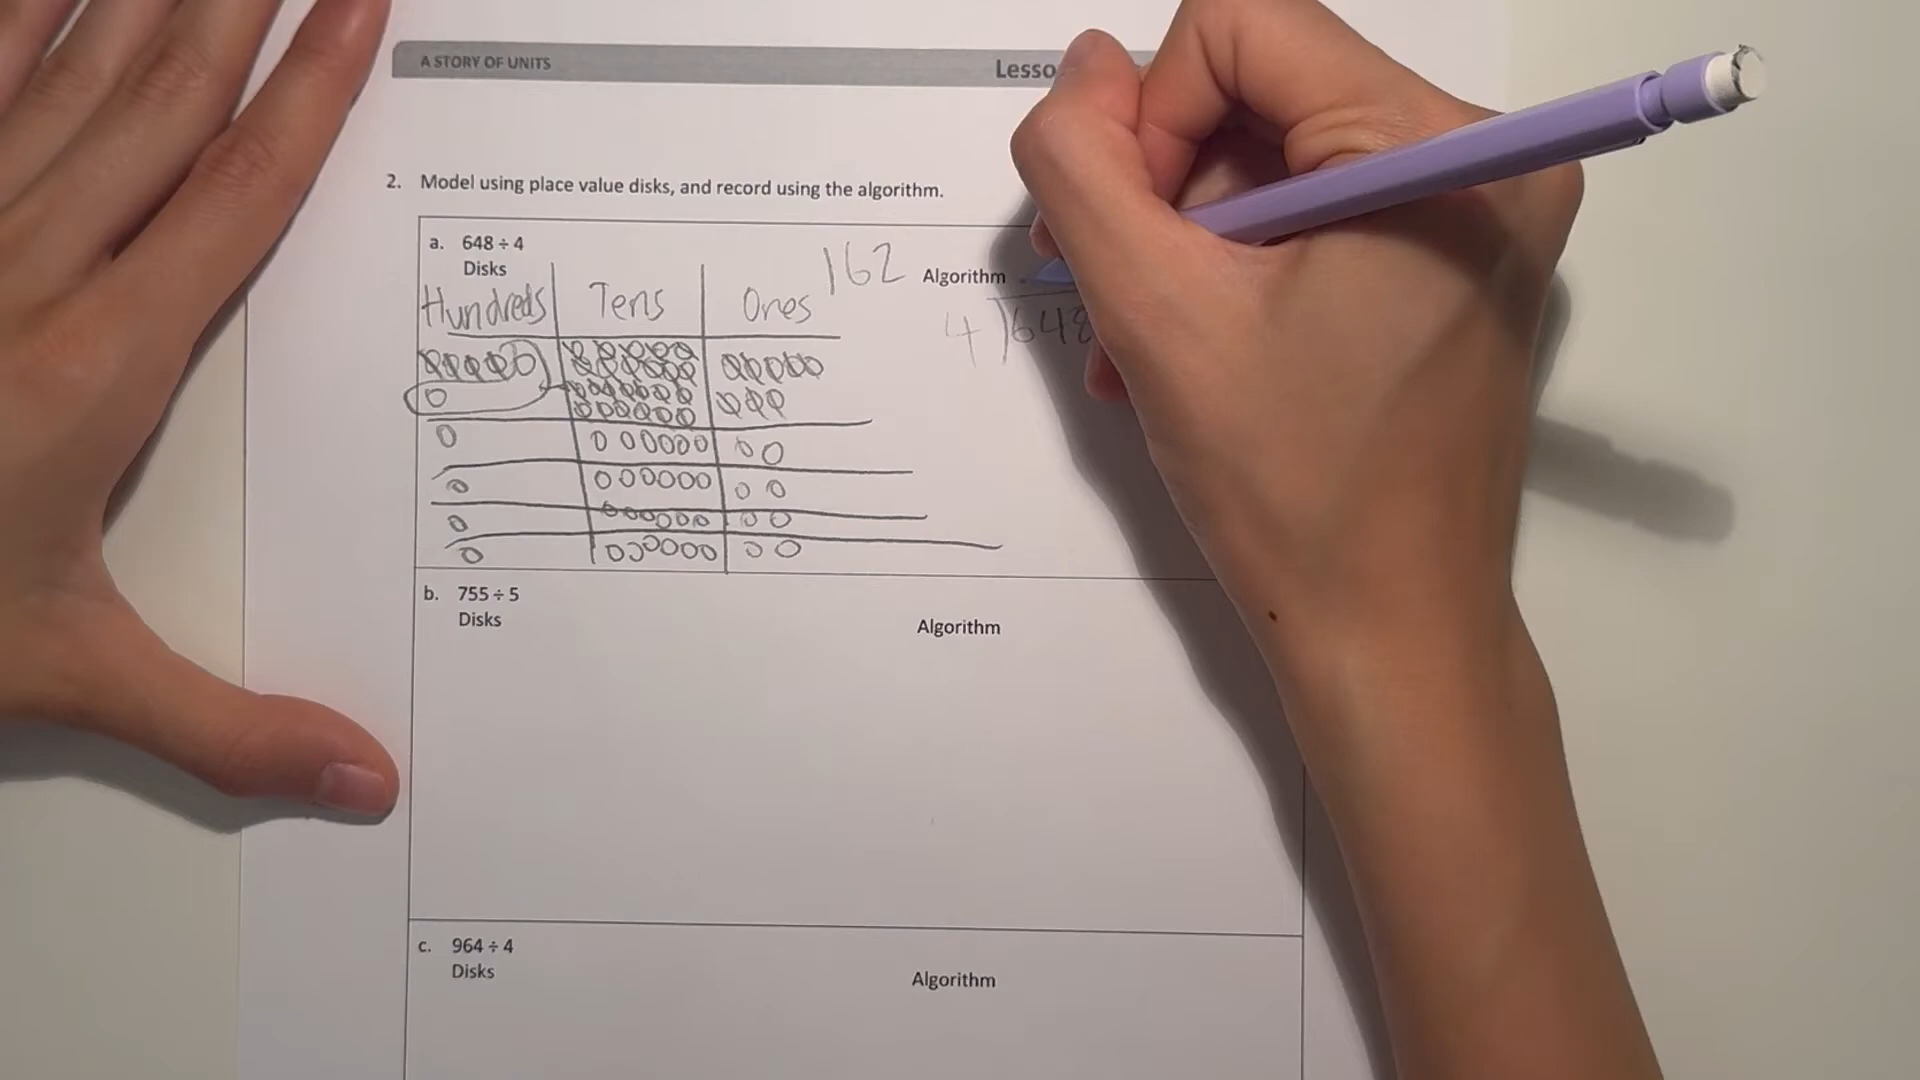 A STORY OF UNITS
Lesso
2. Model using place value disks, and record using the algorithm.
a. 648 ÷ 4
Disks
162
Algorithm
Hundreds Tens Ones
4 648
b. 755 ÷ 5
Disks
Algorithm
c. 964 ÷ 4
Disks
Algorithm